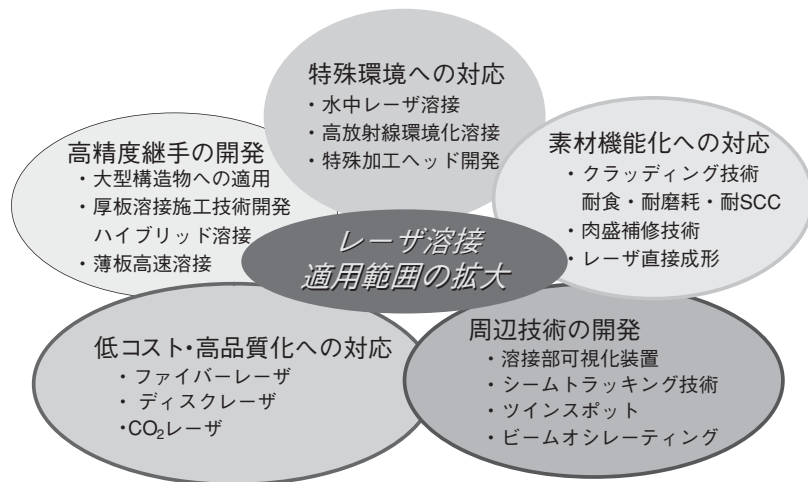 特殊環境への対応
・水中レーザ溶接
・高放射線環境化溶接
・特殊加工ヘッド開発
高精度継手の開発
・大型構造物への適用
・厚板溶接施工技術開発
ハイブリッド溶接
・薄板高速溶接
素材機能化への対応
・クラッディング技術
耐食・耐磨耗・耐SCC
・肉盛補修技術
・レーザ直接成形
レーザ溶接
適用範囲の拡大
低コスト・高品質化への対応
・ファイバーレーザ
・ディスクレーザ
・CO₂レーザ
周辺技術の開発
・溶接部可視化装置
・シームトラッキング技術
・ツインスポット
・ビームオシレーティング